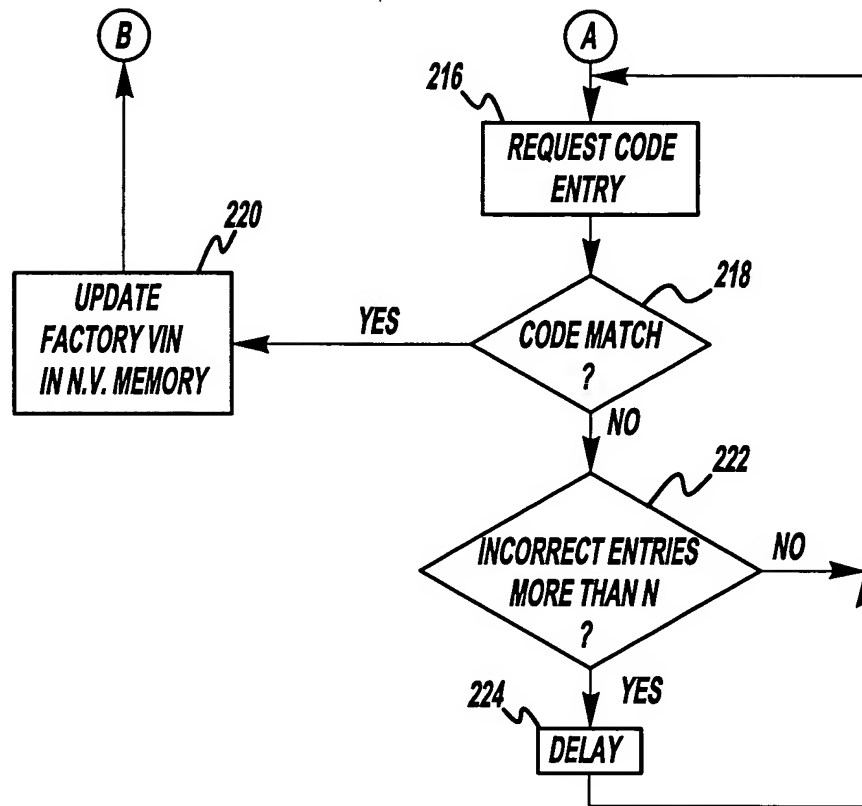 B
A
216
REQUEST CODE
ENTRY
220
218
UPDATE
FACTORY VIN
IN N.V. MEMORY
YES
CODE MATCH
?
NO
222
INCORRECT ENTRIES
MORE THAN N
?
NO
YES
224
DELAY